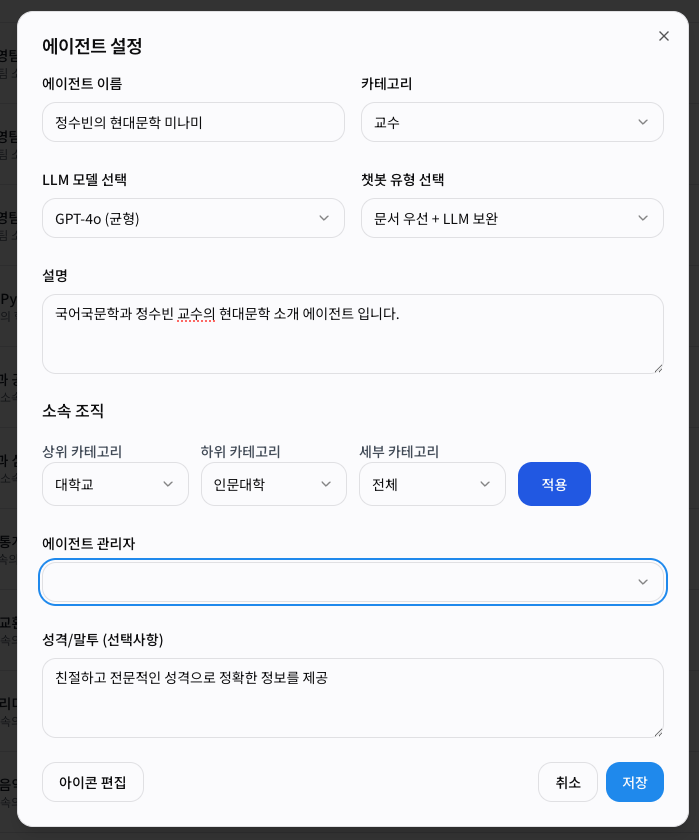 에이전트 설정
에이전트 이름
카테고리
정수빈의 현대문학 미나미
교수
LLM 모델 선택
챗봇 유형 선택
GPT-4o (균형)
문서 우선 + LLM 보완
설명
국어국문학과 정수빈 교수의 현대문학 소개 에이전트 입니다.
소속 조직
상위 카테고리
하위 카테고리
세부 카테고리
대학교
인문대학
전체
적용
에이전트 관리자
성격/말투 (선택사항)
친절하고 전문적인 성격으로 정확한 정보를 제공
아이콘 편집
취소
저장